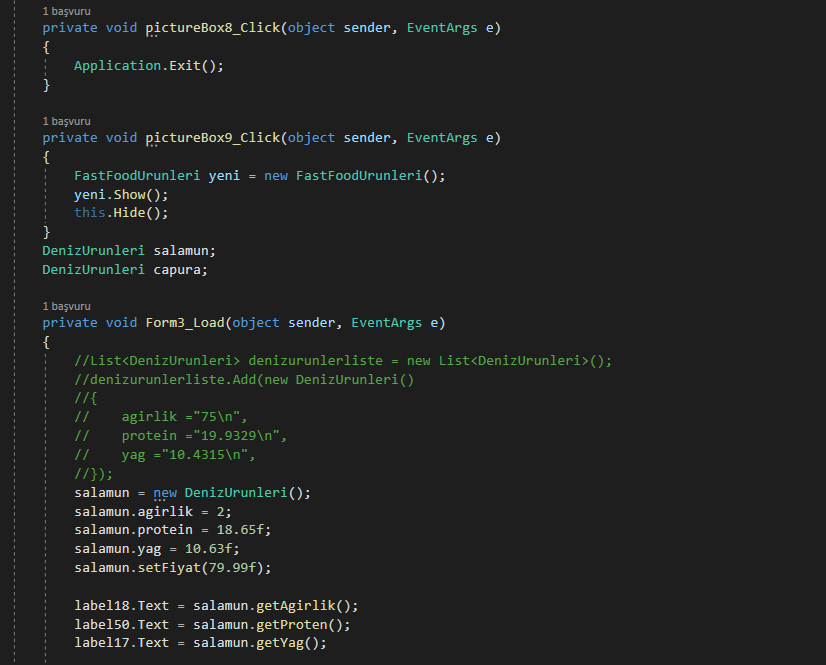 1 başvuru
private void pictureBox8_Click(object sender, EventArgs e)
{
Application.Exit();
}
1 başvuru
private void pictureBox9_Click(object sender, EventArgs e)
{
FastFoodUrunleri yeni = new FastFoodUrunleri();
yeni.Show();
this.Hide();
}
DenizUrunleri salamun;
DenizUrunleri capura;
1 başvuru
private void Form3_Load(object sender, EventArgs e)
{
//List<DenizUrunleri> denizurunlerliste = new List<DenizUrunleri>();
//denizurunlerliste.Add(new DenizUrunleri()
//{
//    agirlik ="75\n",
//    protein ="19.9329\n",
//    yag ="10.4315\n",
//});
salamun = new DenizUrunleri();
salamun.agirlik = 2;
salamun.protein = 18.65f;
salamun.yag = 10.63f;
salamun.setFiyat(79.99f);
label18.Text = salamun.getAgirlik();
label50.Text = salamun.getProten();
label17.Text = salamun.getYag();